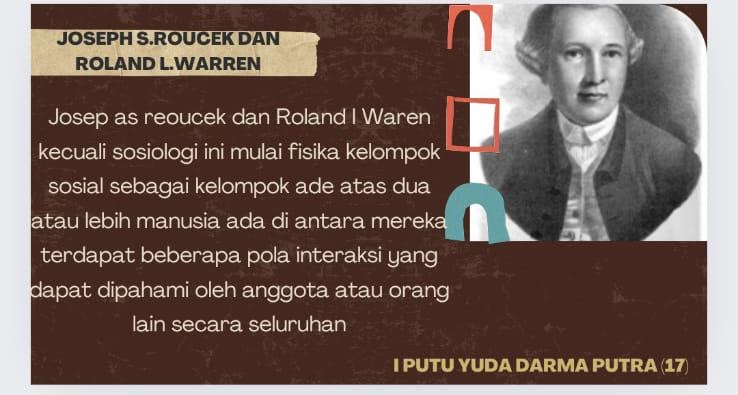 JOSEPH S.ROUCEK DAN
ROLAND L.WARREN
Josep as reoucek dan Roland I Waren
kecuali sosiologi ini mulai fisika kelompok
sosial sebagai kelompok ade atas dua
atau lebih manusia ada di antara mereka
terdapat beberapa pola interaksi yang
dapat dipahami oleh anggota atau orang
lain secara seluruhan
I PUTU YUDA DARMA PUTRA (17)